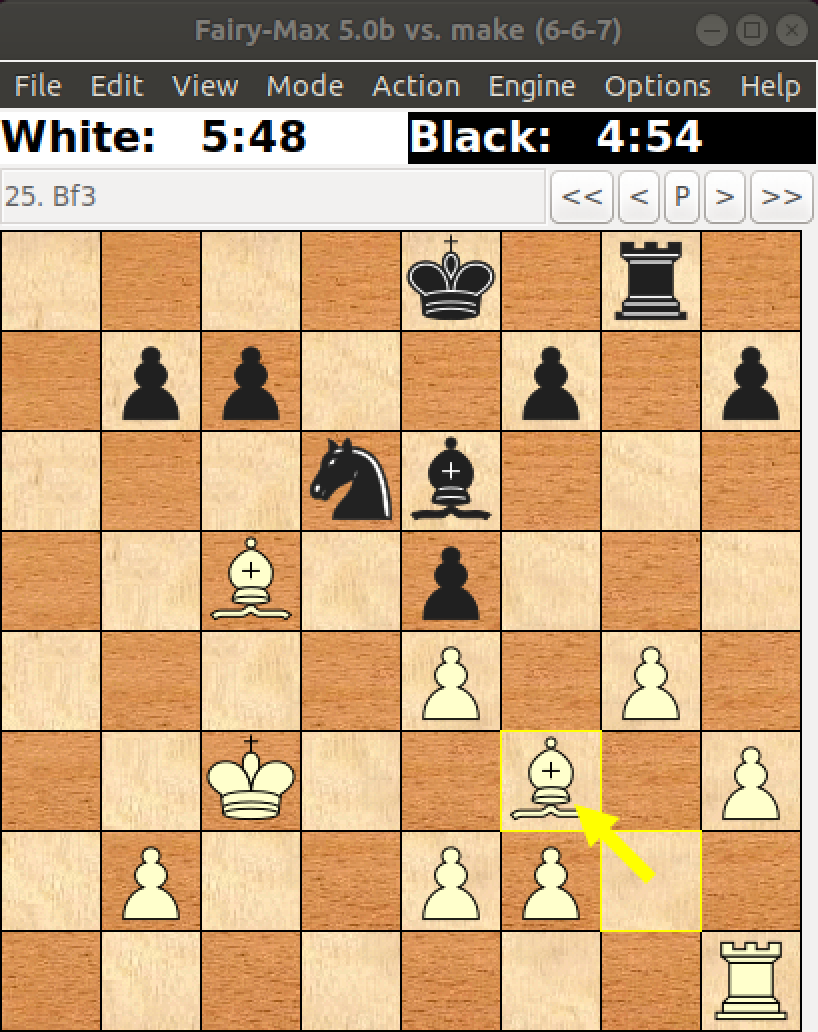 Fairy-Max 5.0b vs. make (6-6-7)
File Edit View Mode Action Engine Options Help
White: 5:48 Black: 4:54
25. Bf3 << < P > >>